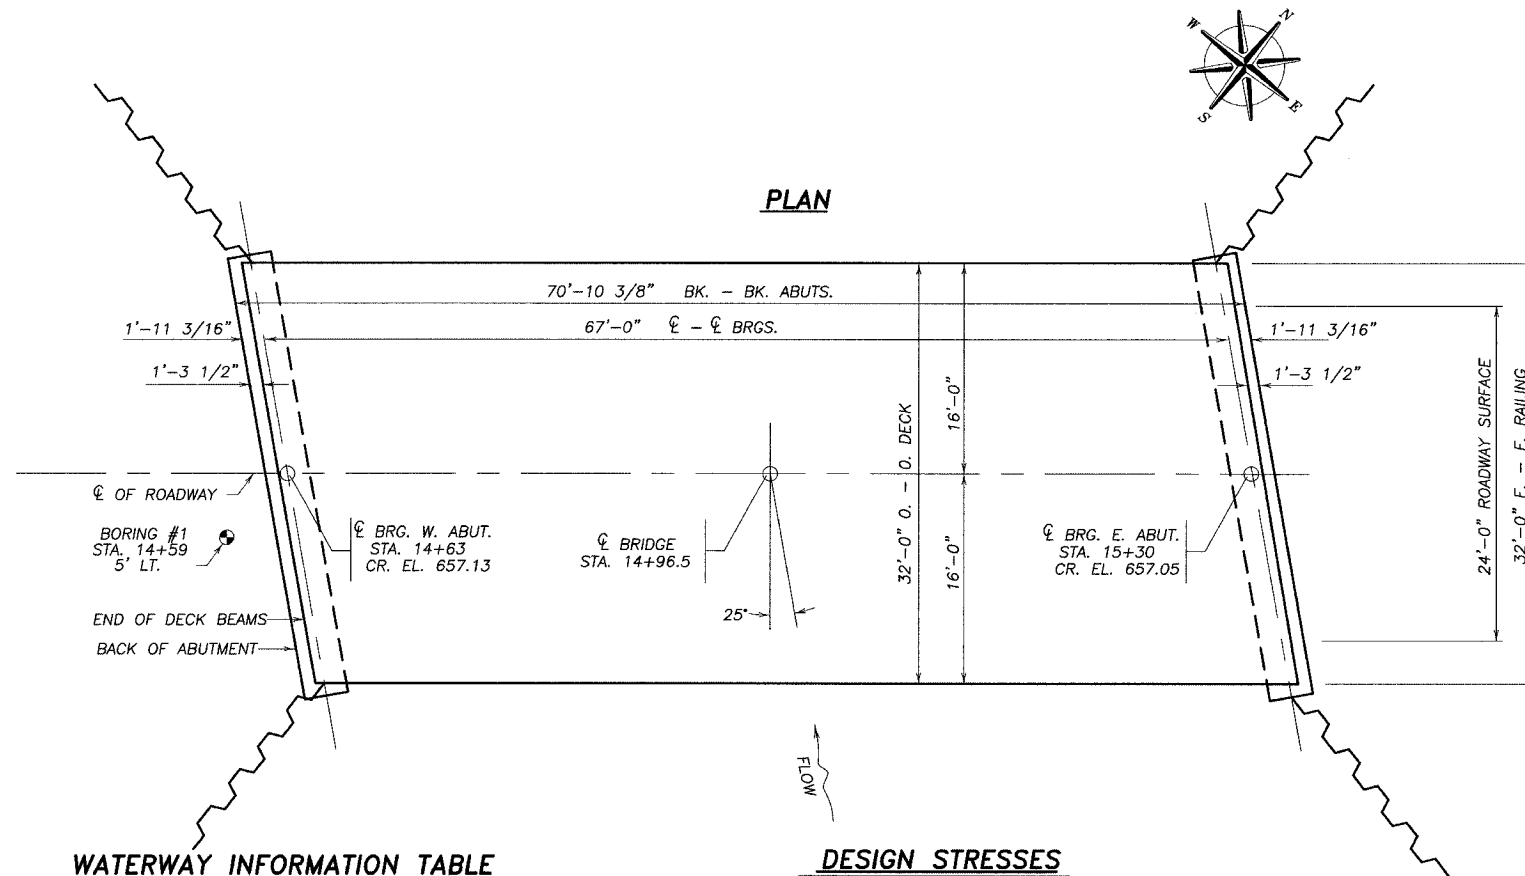 N
W
E
S
PLAN
70'-10 3/8" BK. - BK. ABUTS.
1'-11 3/16"
67'-0" ℄ - ℄ BRGS.
1'-11 3/16"
1'-3 1/2"
1'-3 1/2"
32'-0" O. - O. DECK
16'-0"
16'-0"
24'-0" ROADWAY SURFACE
32'-0" F. - F. RAILING
℄ OF ROADWAY
BORING #1
STA. 14+59
5' LT.
℄ BRG. W. ABUT.
STA. 14+63
CR. EL. 657.13
℄ BRIDGE
STA. 14+96.5
℄ BRG. E. ABUT.
STA. 15+30
CR. EL. 657.05
25°
END OF DECK BEAMS
BACK OF ABUTMENT
FLOW
WATERWAY INFORMATION TABLE
DESIGN STRESSES